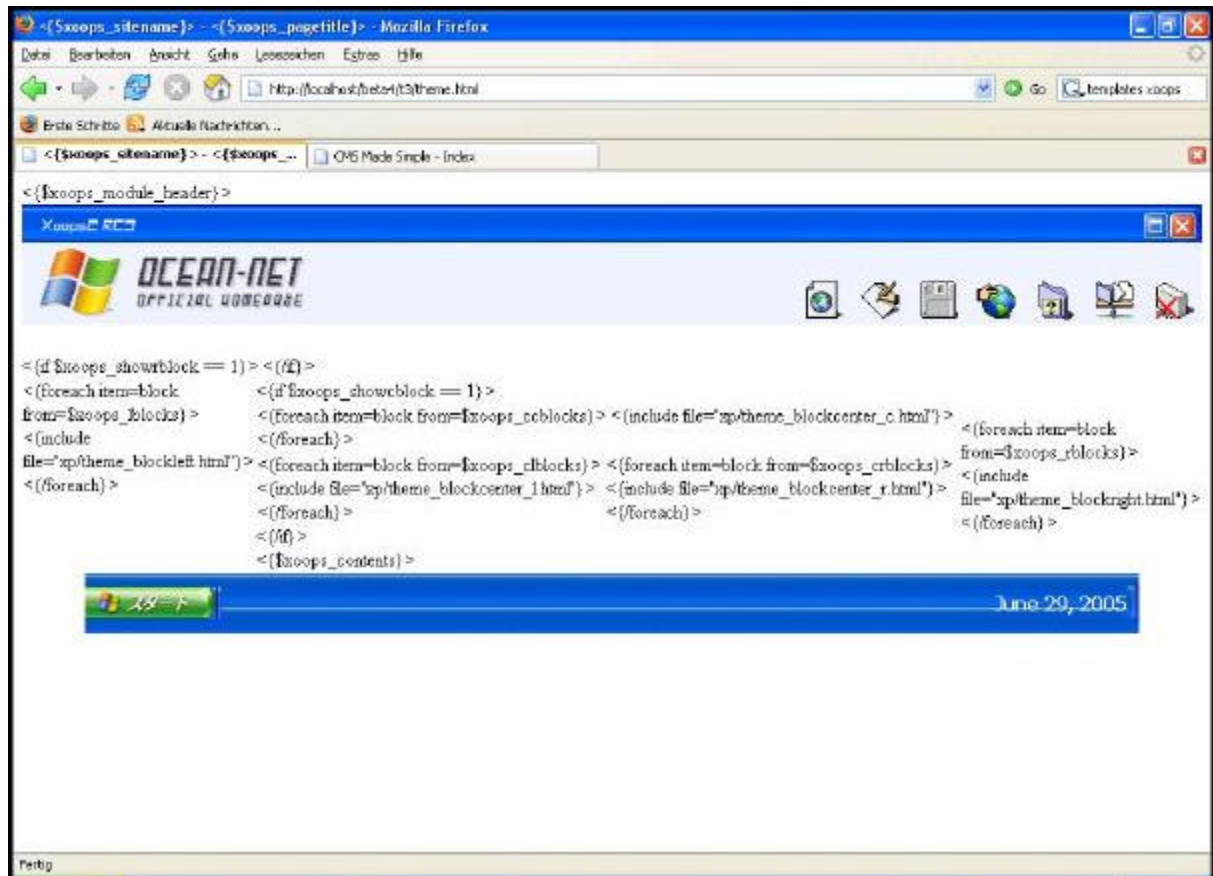 <{$xoops_sitename}> - <{$xoops_pagetitle}> - Mozilla Firefox
Datei Bearbeiten Ansicht Gehe Lesezeichen Extras Hilfe
http://localhost/beta4/t3/theme.html Go templates xoops
Erste Schritte Aktuelle Nachrichten...
<{$xoops_sitename}> - <{$xoops_... CMS Made Simple - Index
<{$xoops_module_header}>
Xoops2 RC3
OCEAN-NET
OFFICIAL HOMEPAGE
<{if $xoops_showrblock == 1}> <{/if}>
<{foreach item=block
from=$xoops_lblocks}>
<{include
file="xp/theme_blockleft.html"}>
<{/foreach}>
<{if $xoops_showcblock == 1}>
<{foreach item=block from=$xoops_ccblocks}> <{include file="xp/theme_blockcenter_c.html"}>
<{/foreach}>
<{foreach item=block from=$xoops_clblocks}> <{foreach item=block from=$xoops_crblocks}>
<{include file="xp/theme_blockcenter_l.html"}> <{include file="xp/theme_blockcenter_r.html"}>
<{/foreach}> <{/foreach}>
<{/if}>
<{$xoops_contents}>
<{foreach item=block
from=$xoops_rblocks}>
<{include
file="xp/theme_blockright.html"}>
<{/foreach}>
スタート June 29, 2005
Fertig